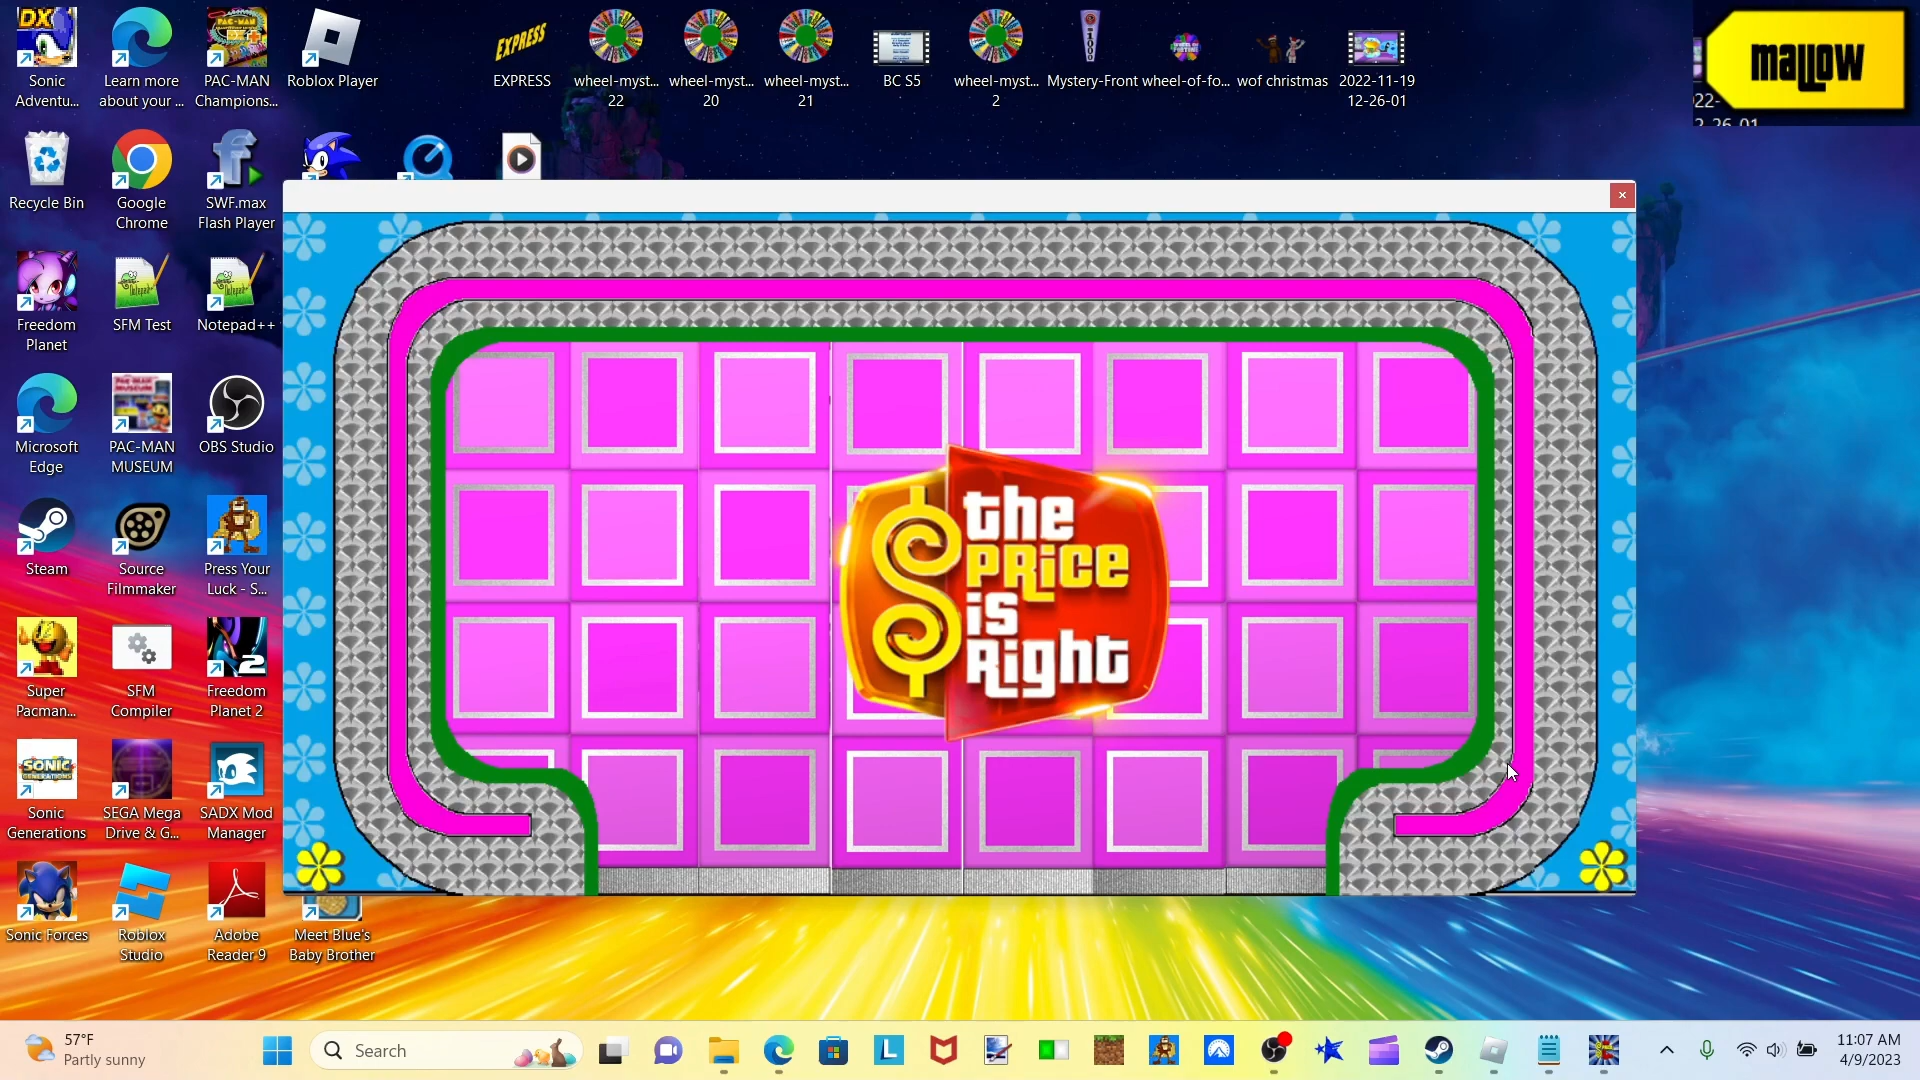 Sonic
Adventu...
Learn more
about your ...
PAC-MAN
Champions...
Roblox Player
EXPRESS
EXPRESS
wheel-myst...
22
wheel-myst...
20
wheel-myst...
21
BC S5
wheel-myst...
2
Mystery-Front
wheel-of-fo...
wof christmas
2022-11-19
12-26-01
mallow
22-
2-26-01
Recycle Bin
Google
Chrome
SWF.max
Flash Player
Freedom
Planet
SFM Test
Notepad++
Microsoft
Edge
PAC-MAN
MUSEUM
OBS Studio
Steam
Source
Filmmaker
Press Your
Luck - S...
Super
Pacman...
SFM
Compiler
Freedom
Planet 2
Sonic
Generations
SEGA Mega
Drive & G...
SADX Mod
Manager
Sonic Forces
Roblox
Studio
Adobe
Reader 9
Meet Blue's
Baby Brother
the
PRiCE
is
Right
57°F
Partly sunny
Search
11:07 AM
4/9/2023